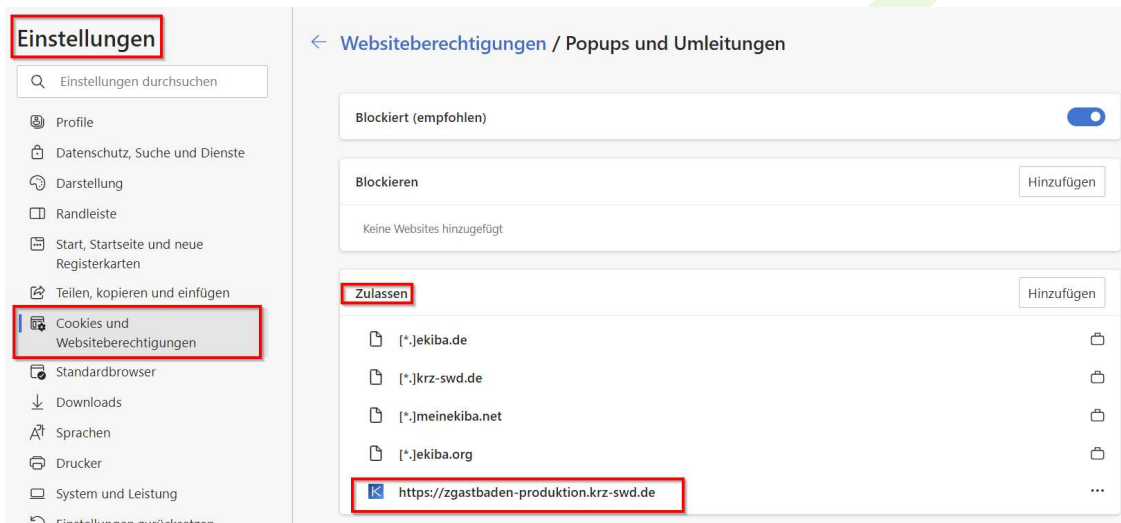 Einstellungen
Einstellungen durchsuchen
Profile
Datenschutz, Suche und Dienste
Darstellung
Randleiste
Start, Startseite und neue
Registerkarten
Teilen, kopieren und einfügen
Cookies und
Websiteberechtigungen
Standardbrowser
Downloads
Sprachen
Drucker
System und Leistung
Einstellungen zurücksetzen
Websiteberechtigungen / Popups und Umleitungen
Blockiert (empfohlen)
Blockieren
Hinzufügen
Keine Websites hinzugefügt
Zulassen
Hinzufügen
[*.]ekiba.de
[*.]krz-swd.de
[*.]meinekiba.net
[*.]ekiba.org
https://zgastbaden-produktion.krz-swd.de